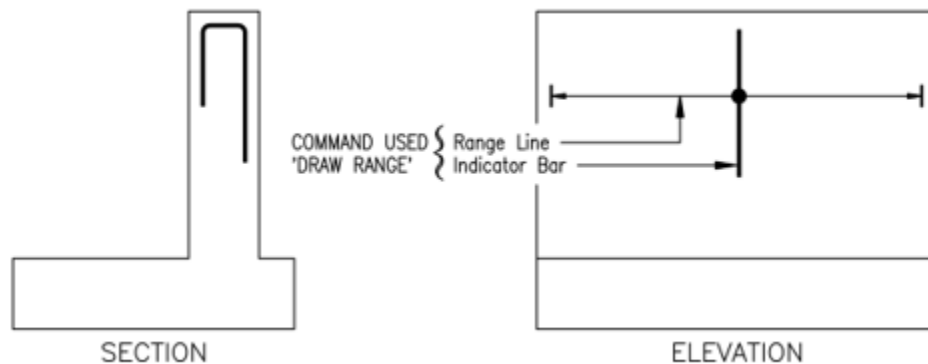 COMMAND USED Range Line
'DRAW RANGE' Indicator Bar
SECTION
ELEVATION